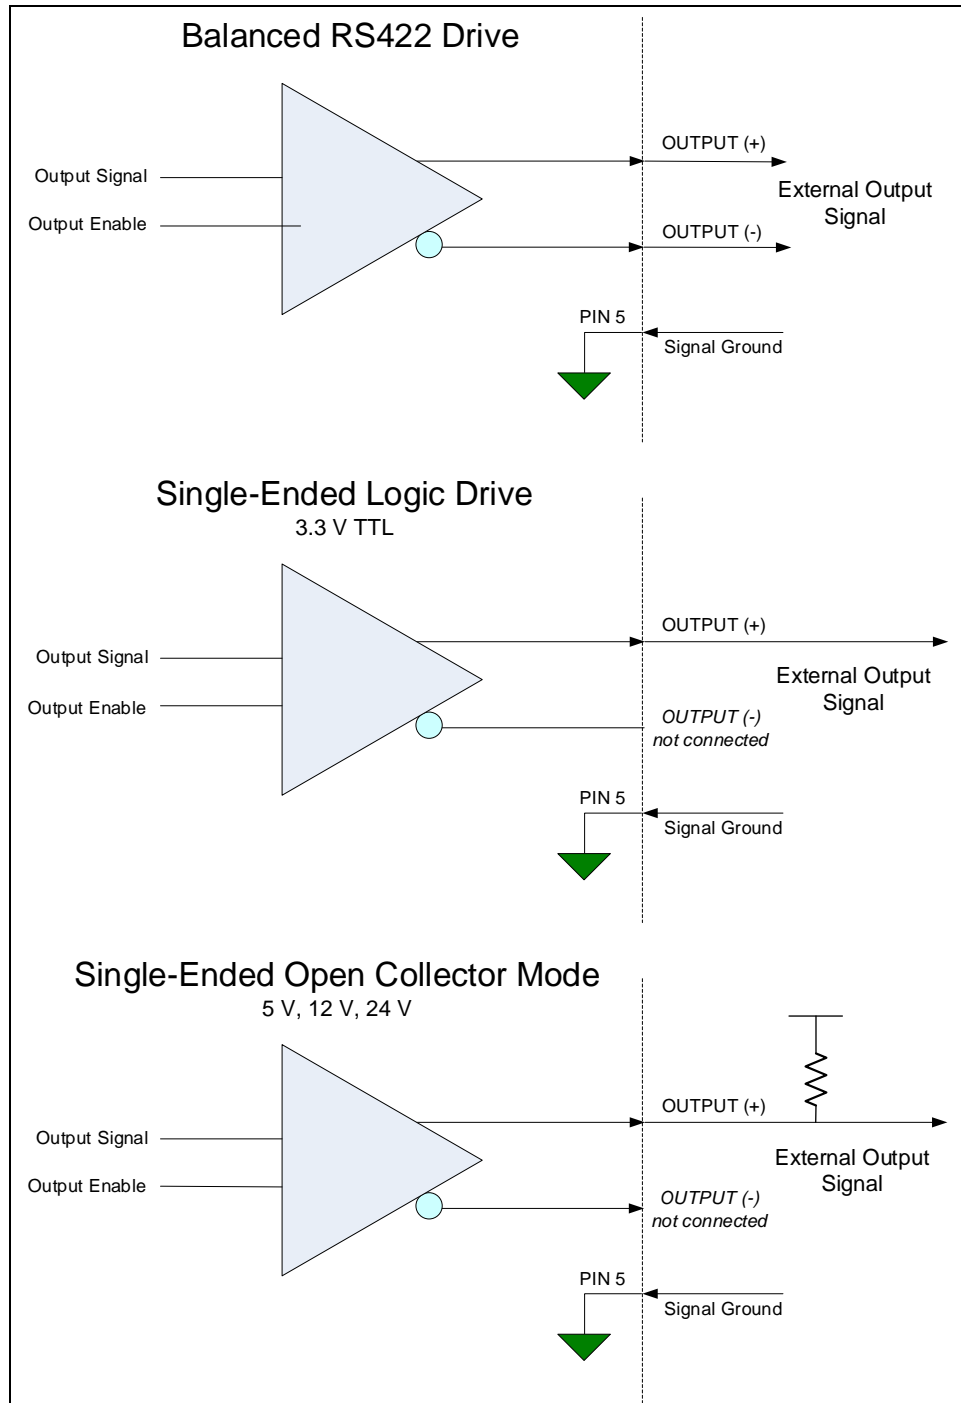 Balanced RS422 Drive
OUTPUT (+)
Output Signal
External Output
Signal
Output Enable
OUTPUT (-)
PIN 5
Signal Ground
Single-Ended Logic Drive
3.3 V TTL
OUTPUT (+)
Output Signal
External Output
Signal
Output Enable
OUTPUT (-)
not connected
PIN 5
Signal Ground
Single-Ended Open Collector Mode
5 V, 12 V, 24 V
OUTPUT (+)
Output Signal
External Output
Signal
Output Enable
OUTPUT (-)
not connected
PIN 5
Signal Ground